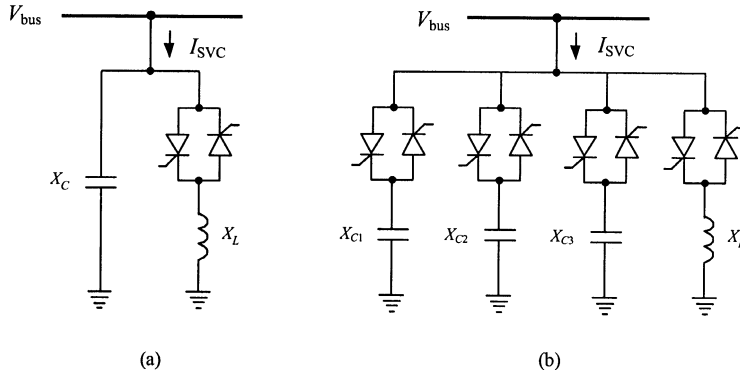 V_bus
I_SVC
X_C
X_L
(a)
V_bus
I_SVC
X_C1
X_C2
X_C3
(b)